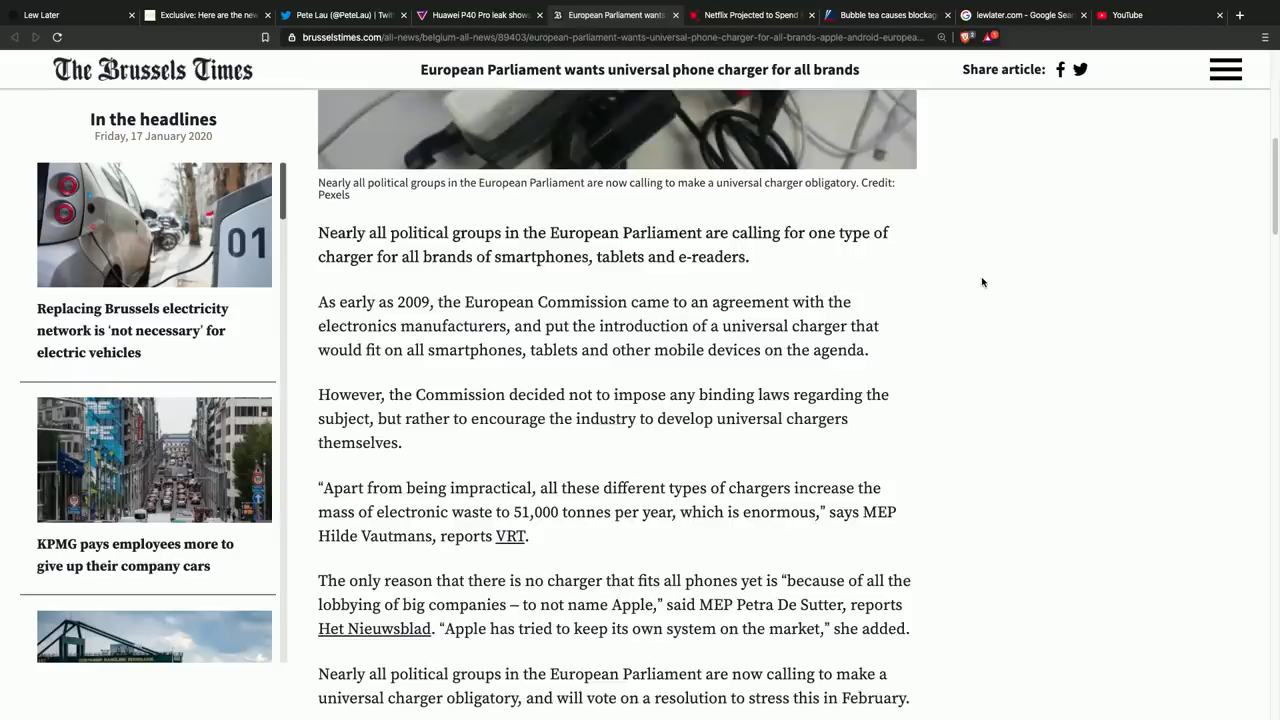 Lew Later
Exclusive: Here are the new
Pete Lau (@PeteLau) | Twitt
Huawei P40 Pro leak show
European Parliament wants
Netflix Projected to Spend
Bubble tea causes blockag
lewlater.com - Google Sear
YouTube
brusselstimes.com/all-news/belgium-all-news/89403/european-parliament-wants-universal-phone-charger-for-all-brands-apple-android-europea...
The Brussels Times
European Parliament wants universal phone charger for all brands
Share article:
In the headlines
Friday, 17 January 2020
01
Replacing Brussels electricity
network is ‘not necessary’ for
electric vehicles
KPMG pays employees more to
give up their company cars
Nearly all political groups in the European Parliament are now calling to make a universal charger obligatory. Credit:
Pexels
Nearly all political groups in the European Parliament are calling for one type of
charger for all brands of smartphones, tablets and e-readers.
As early as 2009, the European Commission came to an agreement with the
electronics manufacturers, and put the introduction of a universal charger that
would fit on all smartphones, tablets and other mobile devices on the agenda.
However, the Commission decided not to impose any binding laws regarding the
subject, but rather to encourage the industry to develop universal chargers
themselves.
“Apart from being impractical, all these different types of chargers increase the
mass of electronic waste to 51,000 tonnes per year, which is enormous,” says MEP
Hilde Vautmans, reports VRT.
The only reason that there is no charger that fits all phones yet is “because of all the
lobbying of big companies – to not name Apple,” said MEP Petra De Sutter, reports
Het Nieuwsblad. “Apple has tried to keep its own system on the market,” she added.
Nearly all political groups in the European Parliament are now calling to make a
universal charger obligatory, and will vote on a resolution to stress this in February.